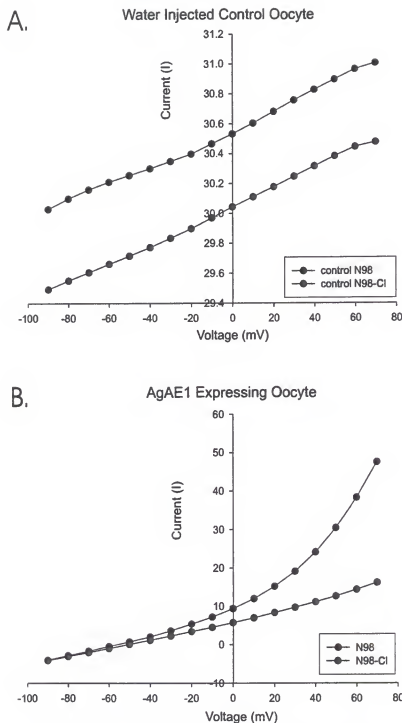 A.
Water Injected Control Oocyte
Current (I)
31.2
31.0
30.8
30.6
30.4
30.2
30.0
29.8
29.6
29.4
control N98
control N98-Cl
-100 -80 -60 -40 -20 0 20 40 60 80
Voltage (mV)
B.
AgAE1 Expressing Oocyte
Current (I)
60
50
40
30
20
10
0
-10
N98
N98-Cl
-100 -80 -60 -40 -20 0 20 40 60 80
Voltage (mV)